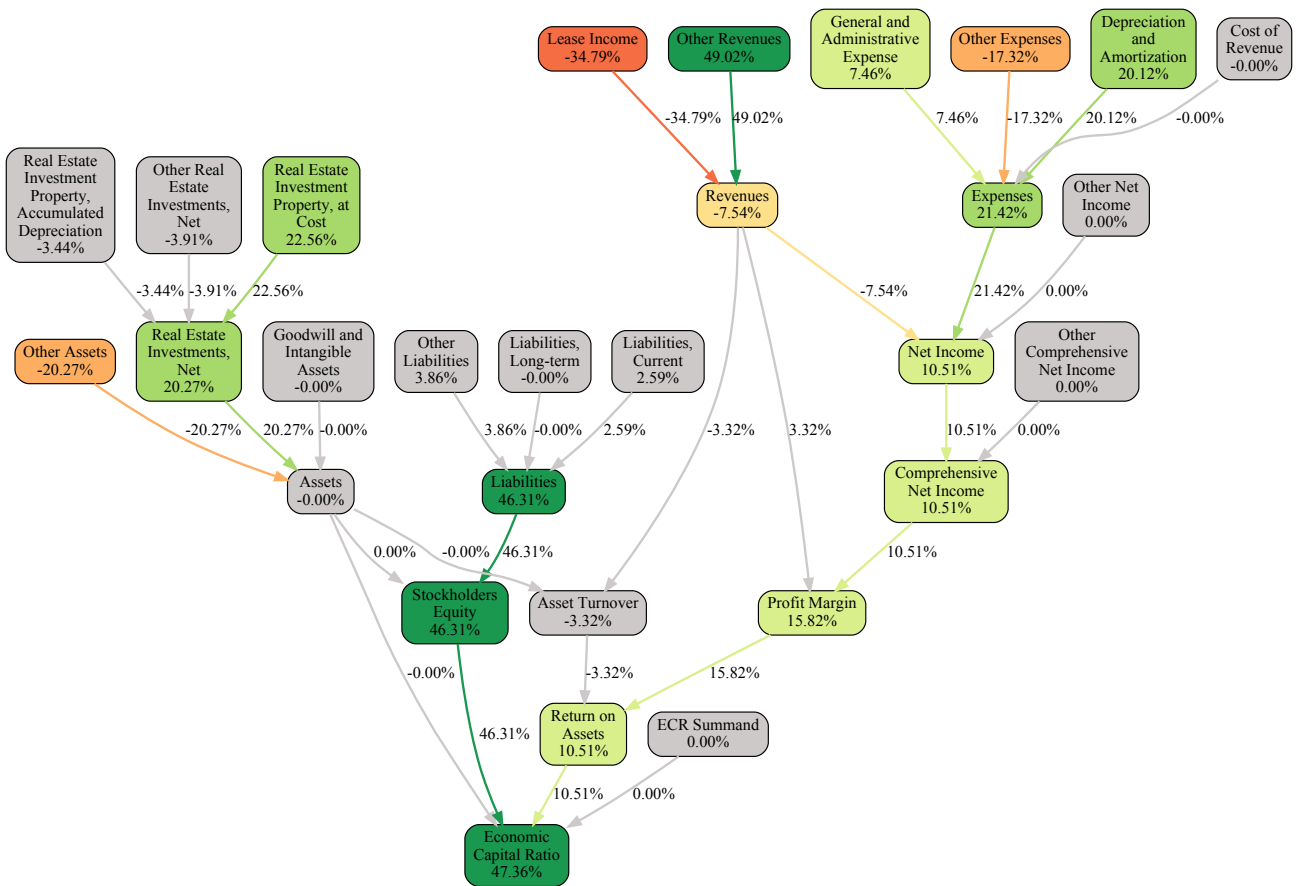 Lease Income
-34.79%
Other Revenues
49.02%
General and
Administrative
Expense
7.46%
Other Expenses
-17.32%
Depreciation
and
Amortization
20.12%
Cost of
Revenue
-0.00%
-34.79%
49.02%
7.46%
-17.32%
20.12%
-0.00%
Real Estate
Investment
Property,
Accumulated
Depreciation
-3.44%
Other Real
Estate
Investments,
Net
-3.91%
Real Estate
Investment
Property, at
Cost
22.56%
Revenues
-7.54%
Expenses
21.42%
Other Net
Income
0.00%
-3.44%
-3.91%
22.56%
-7.54%
21.42%
0.00%
Other Assets
-20.27%
Real Estate
Investments,
Net
20.27%
Goodwill and
Intangible
Assets
-0.00%
Other
Liabilities
3.86%
Liabilities,
Long-term
-0.00%
Liabilities,
Current
2.59%
Net Income
10.51%
Other
Comprehensive
Net Income
0.00%
-20.27%
20.27%
-0.00%
3.86%
-0.00%
2.59%
-3.32%
3.32%
10.51%
0.00%
Assets
-0.00%
Liabilities
46.31%
Comprehensive
Net Income
10.51%
0.00%
-0.00%
46.31%
10.51%
Stockholders
Equity
46.31%
Asset Turnover
-3.32%
Profit Margin
15.82%
-0.00%
-3.32%
15.82%
Return on
Assets
10.51%
ECR Summand
0.00%
46.31%
10.51%
0.00%
Economic
Capital Ratio
47.36%